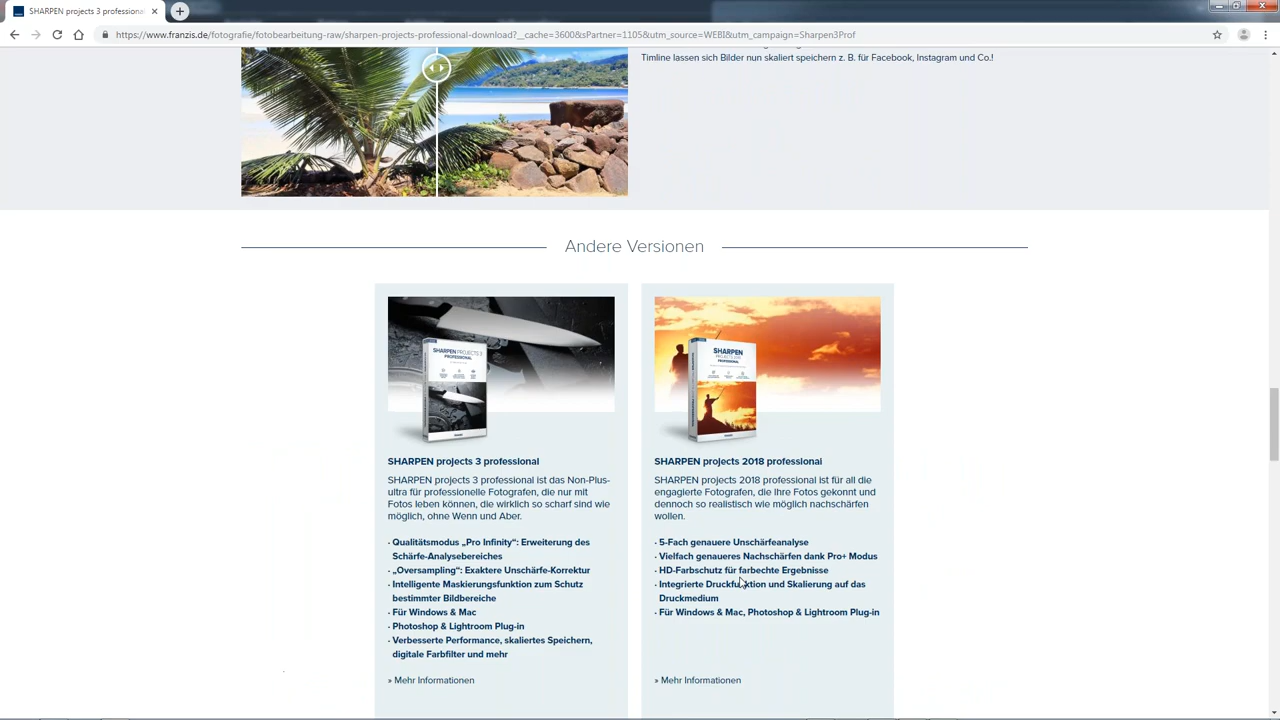 SHARPEN projects 3 professional
https://www.franzis.de/fotografie/fotobearbeitung-raw/sharpen-projects-professional-download?__cache=3600&sPartner=1105&utm_source=WEBI&utm_campaign=Sharpen3Prof
Timline lassen sich Bilder nun skaliert speichern z. B. für Facebook, Instagram und Co.!
Andere Versionen
SHARPEN PROJECTS 3
PROFESSIONAL
SHARPEN
PROFESSIONAL
SHARPEN projects 3 professional
SHARPEN projects 3 professional ist das Non-Plus-
ultra für professionelle Fotografen, die nur mit
Fotos leben können, die wirklich so scharf sind wie
möglich, ohne Wenn und Aber.
· Qualitätsmodus „Pro Infinity“: Erweiterung des
Schärfe-Analysebereiches
· „Oversampling“: Exaktere Unschärfe-Korrektur
· Intelligente Maskierungsfunktion zum Schutz
bestimmter Bildbereiche
· Für Windows & Mac
· Photoshop & Lightroom Plug-in
· Verbesserte Performance, skaliertes Speichern,
digitale Farbfilter und mehr
» Mehr Informationen
SHARPEN projects 2018 professional
SHARPEN projects 2018 professional ist für all die
engagierte Fotografen, die Ihre Fotos gekonnt und
dennoch so realistisch wie möglich nachschärfen
wollen.
· 5-Fach genauere Unschärfeanalyse
· Vielfach genaueres Nachschärfen dank Pro+ Modus
· HD-Farbschutz für farbechte Ergebnisse
· Integrierte Druckfunktion und Skalierung auf das
Druckmedium
· Für Windows & Mac, Photoshop & Lightroom Plug-in
» Mehr Informationen